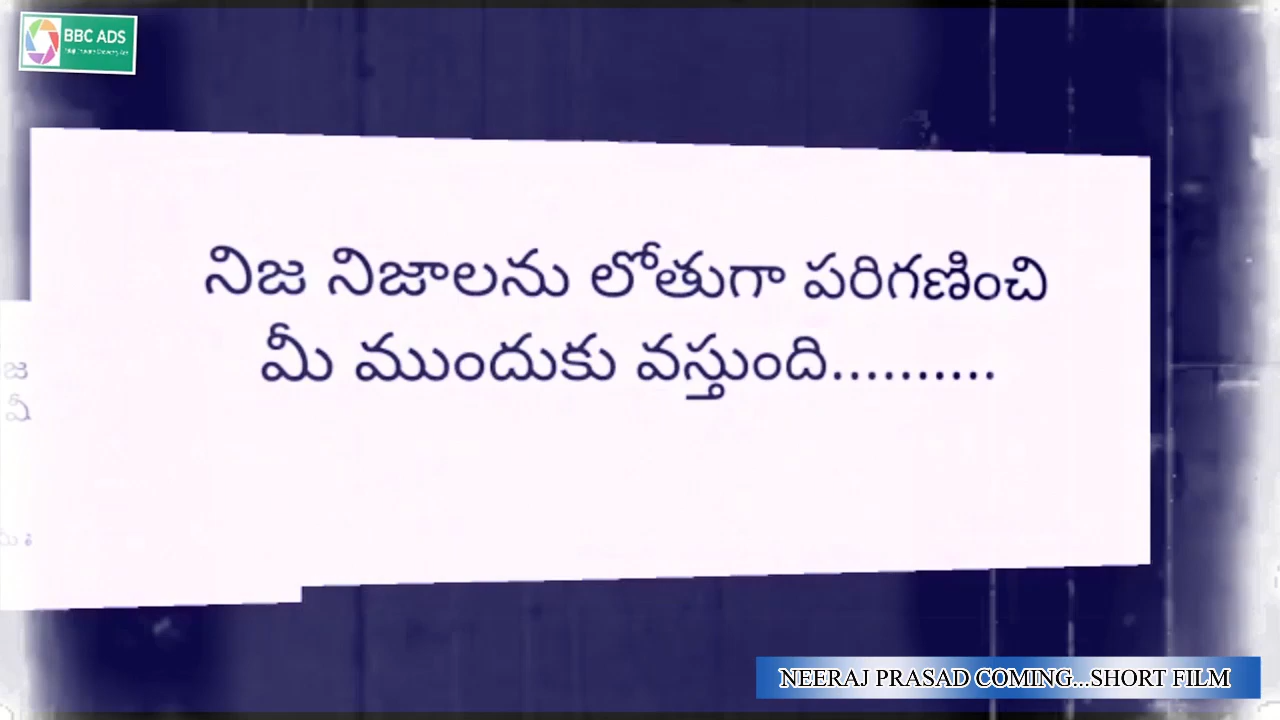 BBC ADS
నిజ నిజాలను లోతుగా పరిగణించి
మీ ముందుకు వస్తుంది..........
NEERAJ PRASAD COMING...SHORT FILM